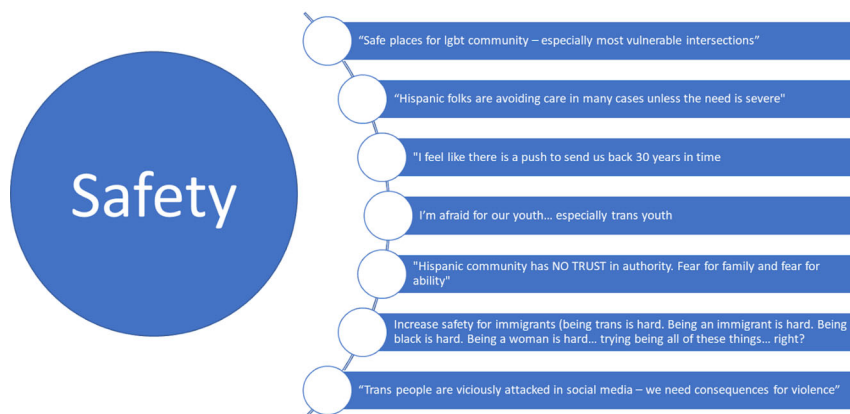 Safety
“Safe places for lgbt community – especially most vulnerable intersections”
“Hispanic folks are avoiding care in many cases unless the need is severe"
"I feel like there is a push to send us back 30 years in time
I’m afraid for our youth… especially trans youth
"Hispanic community has NO TRUST in authority. Fear for family and fear for
ability"
Increase safety for immigrants (being trans is hard. Being an immigrant is hard. Being
black is hard. Being a woman is hard… trying being all of these things… right?
“Trans people are viciously attacked in social media – we need consequences for violence”